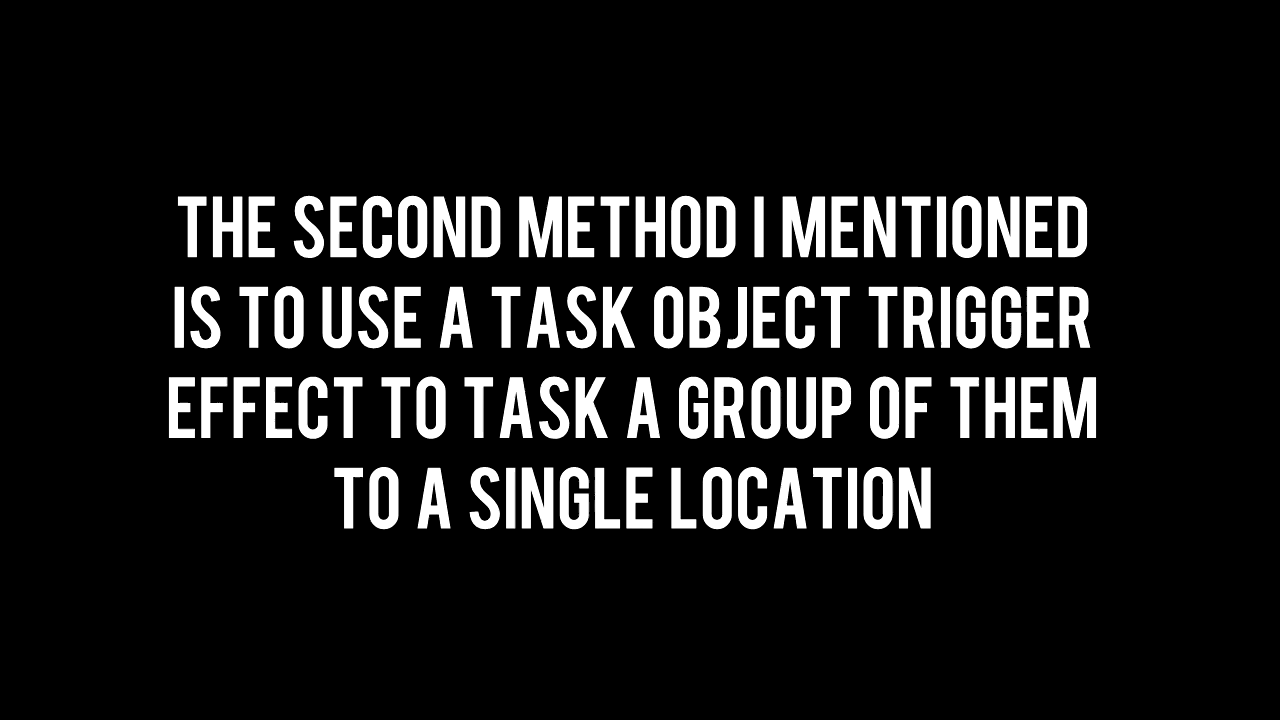 THE SECOND METHOD I MENTIONED
IS TO USE A TASK OBJECT TRIGGER
EFFECT TO TASK A GROUP OF THEM
TO A SINGLE LOCATION